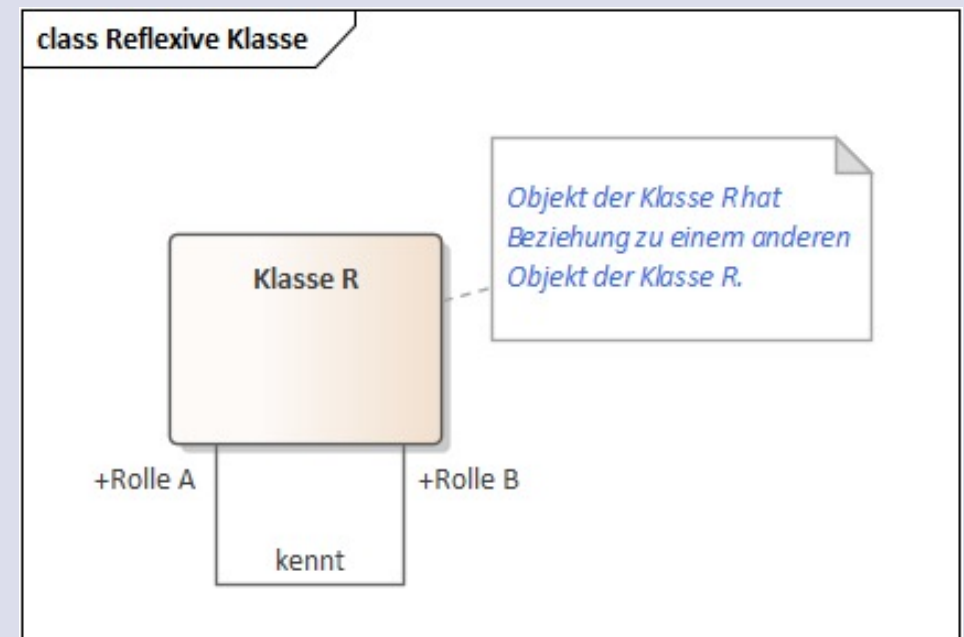 class Reflexive Klasse
Objekt der Klasse R hat
Beziehung zu einem anderen
Objekt der Klasse R.
Klasse R
+Rolle A
+Rolle B
kennt